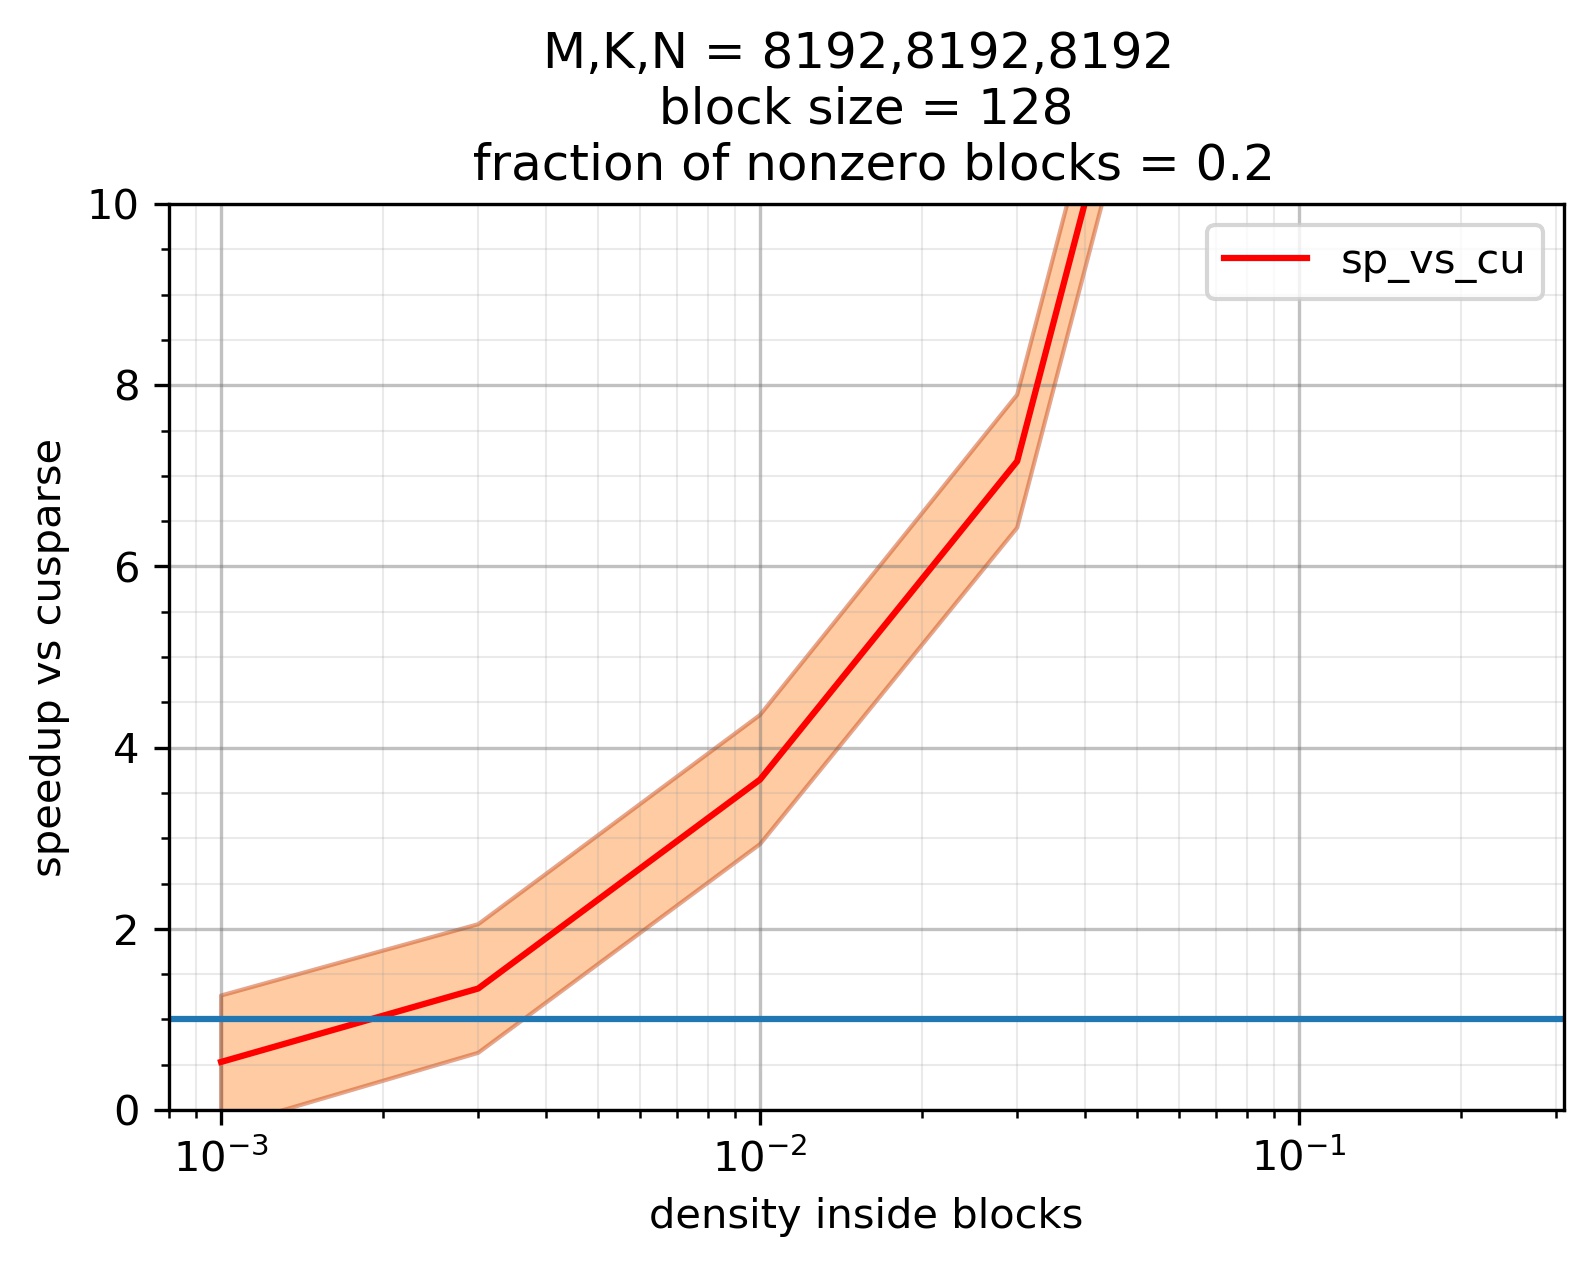 M,K,N = 8192,8192,8192
block size = 128
fraction of nonzero blocks = 0.2
sp_vs_cu
speedup vs cusparse
10
8
6
4
2
0
10⁻³ 10⁻² 10⁻¹
density inside blocks